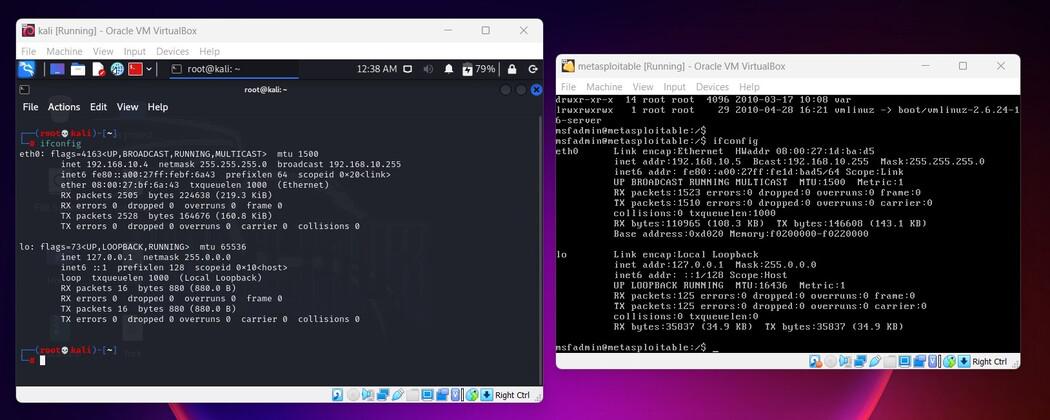 kali [Running] - Oracle VM VirtualBox
File Machine View Input Devices Help
root@kali: ~
12:38 AM
79%
root@kali: ~
File Actions Edit View Help
(root💀kali)-[~]
# ifconfig
eth0: flags=4163<UP,BROADCAST,RUNNING,MULTICAST> mtu 1500
inet 192.168.10.4 netmask 255.255.255.0 broadcast 192.168.10.255
inet6 fe80::a00:27ff:febf:6a43 prefixlen 64 scopeid 0×20<link>
ether 08:00:27:bf:6a:43 txqueuelen 1000 (Ethernet)
RX packets 2505 bytes 224638 (219.3 KiB)
RX errors 0 dropped 0 overruns 0 frame 0
TX packets 2528 bytes 164676 (160.8 KiB)
TX errors 0 dropped 0 overruns 0 carrier 0 collisions 0
lo: flags=73<UP,LOOPBACK,RUNNING> mtu 65536
inet 127.0.0.1 netmask 255.0.0.0
inet6 ::1 prefixlen 128 scopeid 0×10<host>
loop txqueuelen 1000 (Local Loopback)
RX packets 16 bytes 880 (880.0 B)
RX errors 0 dropped 0 overruns 0 frame 0
TX packets 16 bytes 880 (880.0 B)
TX errors 0 dropped 0 overruns 0 carrier 0 collisions 0
(root💀kali)-[~]
#
Right Ctrl
metasploitable [Running] - Oracle VM VirtualBox
File Machine View Input Devices Help
drwxr-xr-x 14 root root 4096 2010-03-17 10:08 var
lrwxrwxrwx 1 root root 29 2010-04-28 16:21 vmlinuz -> boot/vmlinuz-2.6.24-1
6-server
msfadmin@metasploitable:/$
msfadmin@metasploitable:/$ ifconfig
eth0 Link encap:Ethernet HWaddr 08:00:27:1d:ba:d5
inet addr:192.168.10.5 Bcast:192.168.10.255 Mask:255.255.255.0
inet6 addr: fe80::a00:27ff:fe1d:bad5/64 Scope:Link
UP BROADCAST RUNNING MULTICAST MTU:1500 Metric:1
RX packets:1523 errors:0 dropped:0 overruns:0 frame:0
TX packets:1510 errors:0 dropped:0 overruns:0 carrier:0
collisions:0 txqueuelen:1000
RX bytes:110965 (108.3 KB) TX bytes:146608 (143.1 KB)
Base address:0xd020 Memory:f0200000-f0220000
lo Link encap:Local Loopback
inet addr:127.0.0.1 Mask:255.0.0.0
inet6 addr: ::1/128 Scope:Host
UP LOOPBACK RUNNING MTU:16436 Metric:1
RX packets:125 errors:0 dropped:0 overruns:0 frame:0
TX packets:125 errors:0 dropped:0 overruns:0 carrier:0
collisions:0 txqueuelen:0
RX bytes:35837 (34.9 KB) TX bytes:35837 (34.9 KB)
msfadmin@metasploitable:/$ _
Right Ctrl